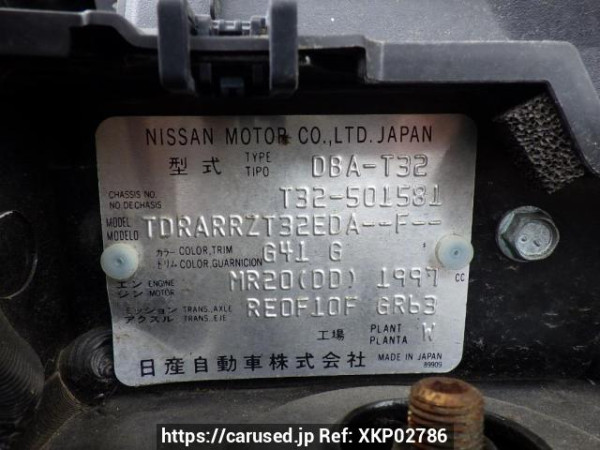 NISSAN MOTOR CO.,LTD. JAPAN
型式 TYPE TIPO DBA-T32
CHASSIS NO. NO. DE CHASIS T32-501581
MODEL MODELO TDRARRZT32EDA--F--
カラー COLOR,TRIM トリム COLOR,GUARNICION G41 G
エンジン ENGINE MOTOR MR20(DD) 1997 cc
ミッション TRANS.,AXLE アクスル TRANS.,EJE RE0F10F GR63
工場 PLANT PLANTA W
日産自動車株式会社 MADE IN JAPAN
89909
https://carused.jp Ref: XKP02786